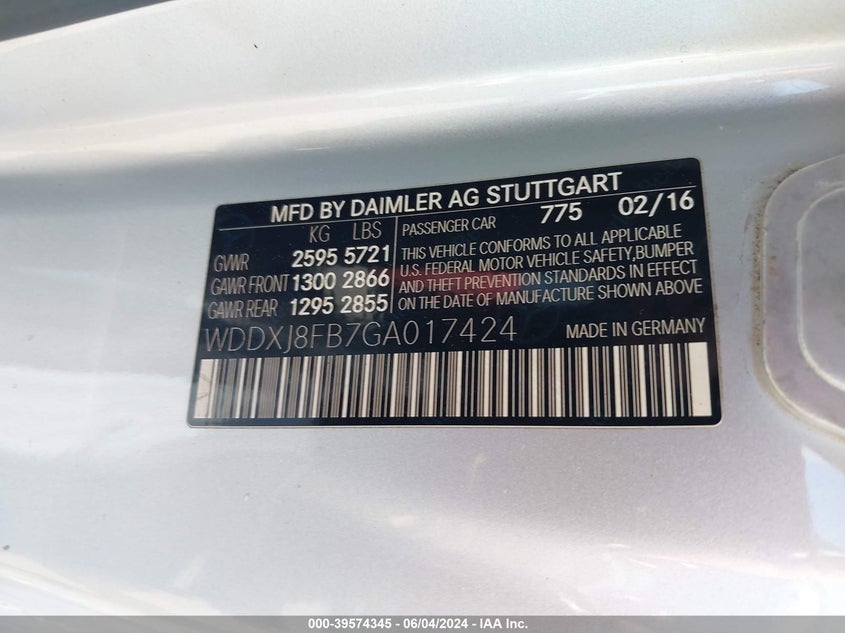 MFD BY DAIMLER AG STUTTGART
KG LBS
GVWR 2595 5721
GAWR FRONT 1300 2866
GAWR REAR 1295 2855
PASSENGER CAR 775 02/16
THIS VEHICLE CONFORMS TO ALL APPLICABLE
U.S. FEDERAL MOTOR VEHICLE SAFETY,BUMPER
AND THEFT PREVENTION STANDARDS IN EFFECT
ON THE DATE OF MANUFACTURE SHOWN ABOVE
WDDXJ8FB7GA017424 MADE IN GERMANY
000-39574345 - 06/04/2024 - IAA Inc.